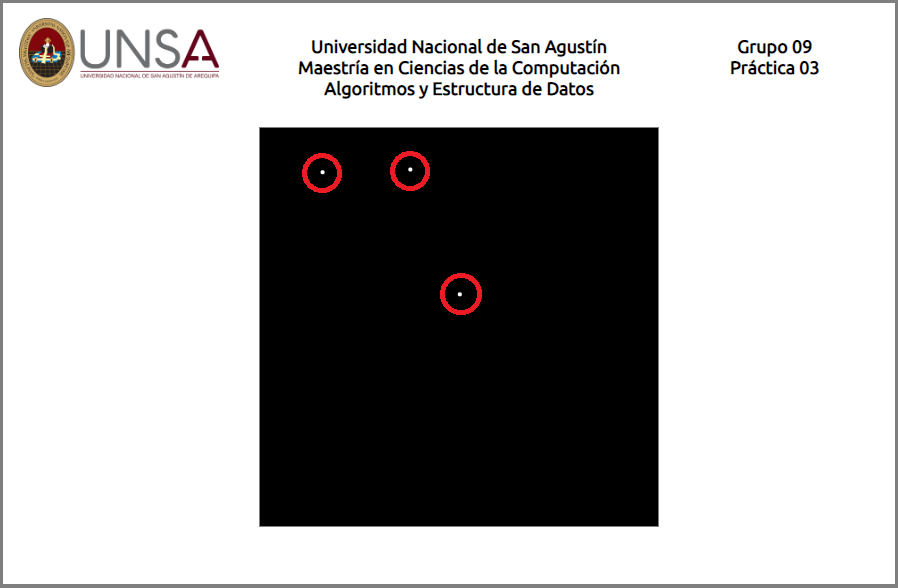 UNSA
UNIVERSIDAD NACIONAL DE SAN AGUSTÍN DE AREQUIPA
Universidad Nacional de San Agustín
Maestría en Ciencias de la Computación
Algoritmos y Estructura de Datos
Grupo 09
Práctica 03